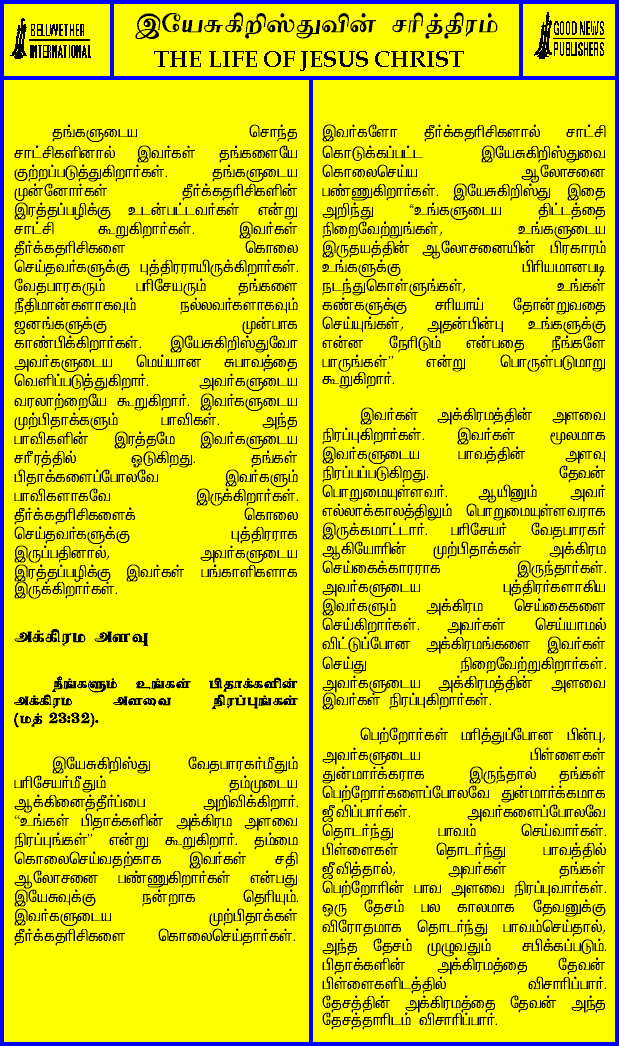 BELLWETHER
INTERNATIONAL
இயேசுகிறிஸ்துவின் சரித்திரம்
THE LIFE OF JESUS CHRIST
GOOD NEWS
PUBLISHERS
தங்களுடைய சொந்த
சாட்சிகளினால் இவர்கள் தங்களையே
குற்றப்படுத்துகிறார்கள். தங்களுடைய
முன்னோர்கள் தீர்க்கதரிசிகளின்
இரத்தப்பழிக்கு உடன்பட்டவர்கள் என்று
சாட்சி கூறுகிறார்கள். இவர்கள்
தீர்க்கதரிசிகளை கொலை
செய்தவர்களுக்கு புத்திரராயிருக்கிறார்கள்.
வேதபாரகரும் பரிசேயரும் தங்களை
நீதிமான்களாகவும் நல்லவர்களாகவும்
ஜனங்களுக்கு முன்பாக
காண்பிக்கிறார்கள். இயேசுகிறிஸ்துவோ
அவர்களுடைய மெய்யான சுபாவத்தை
வெளிப்படுத்துகிறார். அவர்களுடைய
வரலாற்றையே கூறுகிறார். இவர்களுடைய
முற்பிதாக்களும் பாவிகள். அந்த
பாவிகளின் இரத்தமே இவர்களுடைய
சரீரத்தில் ஓடுகிறது. தங்கள்
பிதாக்களைப்போலவே இவர்களும்
பாவிகளாகவே இருக்கிறார்கள்.
தீர்க்கதரிசிகளைக் கொலை
செய்தவர்களுக்கு புத்திரராக
இருப்பதினால், அவர்களுடைய
இரத்தப்பழிக்கு இவர்கள் பங்காளிகளாக
இருக்கிறார்கள்.
அக்கிரம அளவு
நீங்களும் உங்கள் பிதாக்களின்
அக்கிரம அளவை நிரப்புங்கள்
(மத் 23:32).
இயேசுகிறிஸ்து வேதபாரகர்மீதும்
பரிசேயர்மீதும் தம்முடைய
ஆக்கினைத்தீர்ப்பை அறிவிக்கிறார்.
“உங்கள் பிதாக்களின் அக்கிரம அளவை
நிரப்புங்கள்” என்று கூறுகிறார். தம்மை
கொலைசெய்வதற்காக இவர்கள் சதி
ஆலோசனை பண்ணுகிறார்கள் என்பது
இயேசுவுக்கு நன்றாக தெரியும்.
இவர்களுடைய முற்பிதாக்கள்
தீர்க்கதரிசிகளை கொலைசெய்தார்கள்.
இவர்களோ தீர்க்கதரிசிகளால் சாட்சி
கொடுக்கப்பட்ட இயேசுகிறிஸ்துவை
கொலைசெய்ய ஆலோசனை
பண்ணுகிறார்கள். இயேசுகிறிஸ்து இதை
அறிந்து “உங்களுடைய திட்டத்தை
நிறைவேற்றுங்கள், உங்களுடைய
இருதயத்தின் ஆலோசனையின் பிரகாரம்
உங்களுக்கு பிரியமானபடி
நடந்துகொள்ளுங்கள், உங்கள்
கண்களுக்கு சரியாய் தோன்றுவதை
செய்யுங்கள், அதன்பின்பு உங்களுக்கு
என்ன நேரிடும் என்பதை நீங்களே
பாருங்கள்” என்று பொருள்படுமாறு
கூறுகிறார்.
இவர்கள் அக்கிரமத்தின் அளவை
நிரப்புகிறார்கள். இவர்கள் மூலமாக
இவர்களுடைய பாவத்தின் அளவு
நிரப்பப்படுகிறது. தேவன்
பொறுமையுள்ளவர். ஆயினும் அவர்
எல்லாக்காலத்திலும் பொறுமையுள்ளவராக
இருக்கமாட்டார். பரிசேயர் வேதபாரகர்
ஆகியோரின் முற்பிதாக்கள் அக்கிரம
செய்கைக்காரராக இருந்தார்கள்.
அவர்களுடைய புத்திரர்களாகிய
இவர்களும் அக்கிரம செய்கைகளை
செய்கிறார்கள். அவர்கள் செய்யாமல்
விட்டுப்போன அக்கிரமங்களை இவர்கள்
செய்து நிறைவேற்றுகிறார்கள்.
அவர்களுடைய அக்கிரமத்தின் அளவை
இவர்கள் நிரப்புகிறார்கள்.
பெற்றோர்கள் மரித்துப்போன பின்பு,
அவர்களுடைய பிள்ளைகள்
துன்மார்க்கராக இருந்தால் தங்கள்
பெற்றோர்களைப்போலவே துன்மார்க்கமாக
ஜீவிப்பார்கள். அவர்களைப்போலவே
தொடர்ந்து பாவம் செய்வார்கள்.
பிள்ளைகள் தொடர்ந்து பாவத்தில்
ஜீவித்தால், அவர்கள் தங்கள்
பெற்றோரின் பாவ அளவை நிரப்புவார்கள்.
ஒரு தேசம் பல காலமாக தேவனுக்கு
விரோதமாக தொடர்ந்து பாவம்செய்தால்,
அந்த தேசம் முழுவதும் சபிக்கப்படும்.
பிதாக்களின் அக்கிரமத்தை தேவன்
பிள்ளைகளிடத்தில் விசாரிப்பார்.
தேசத்தின் அக்கிரமத்தை தேவன் அந்த
தேசத்தாரிடம் விசாரிப்பார்.